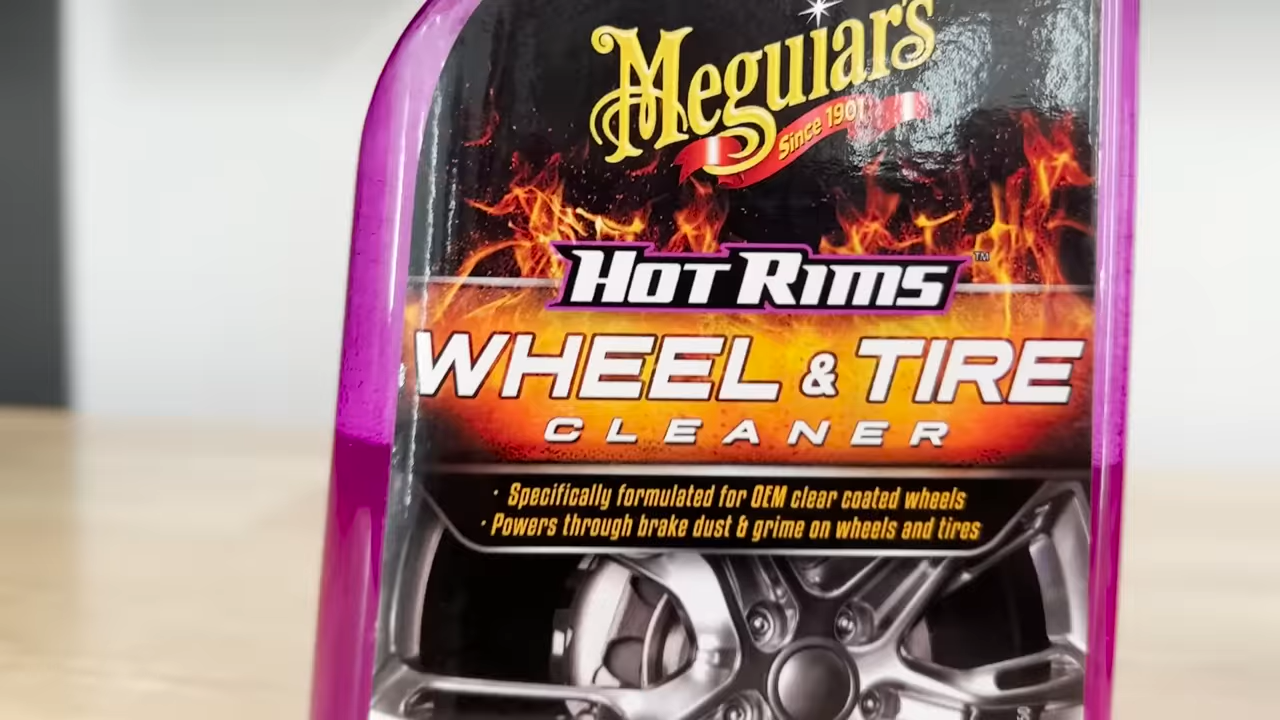 Meguiar's
Since 1901
HOT RIMS™
WHEEL & TIRE
CLEANER
· Specifically formulated for OEM clear coated wheels
· Powers through brake dust & grime on wheels and tires